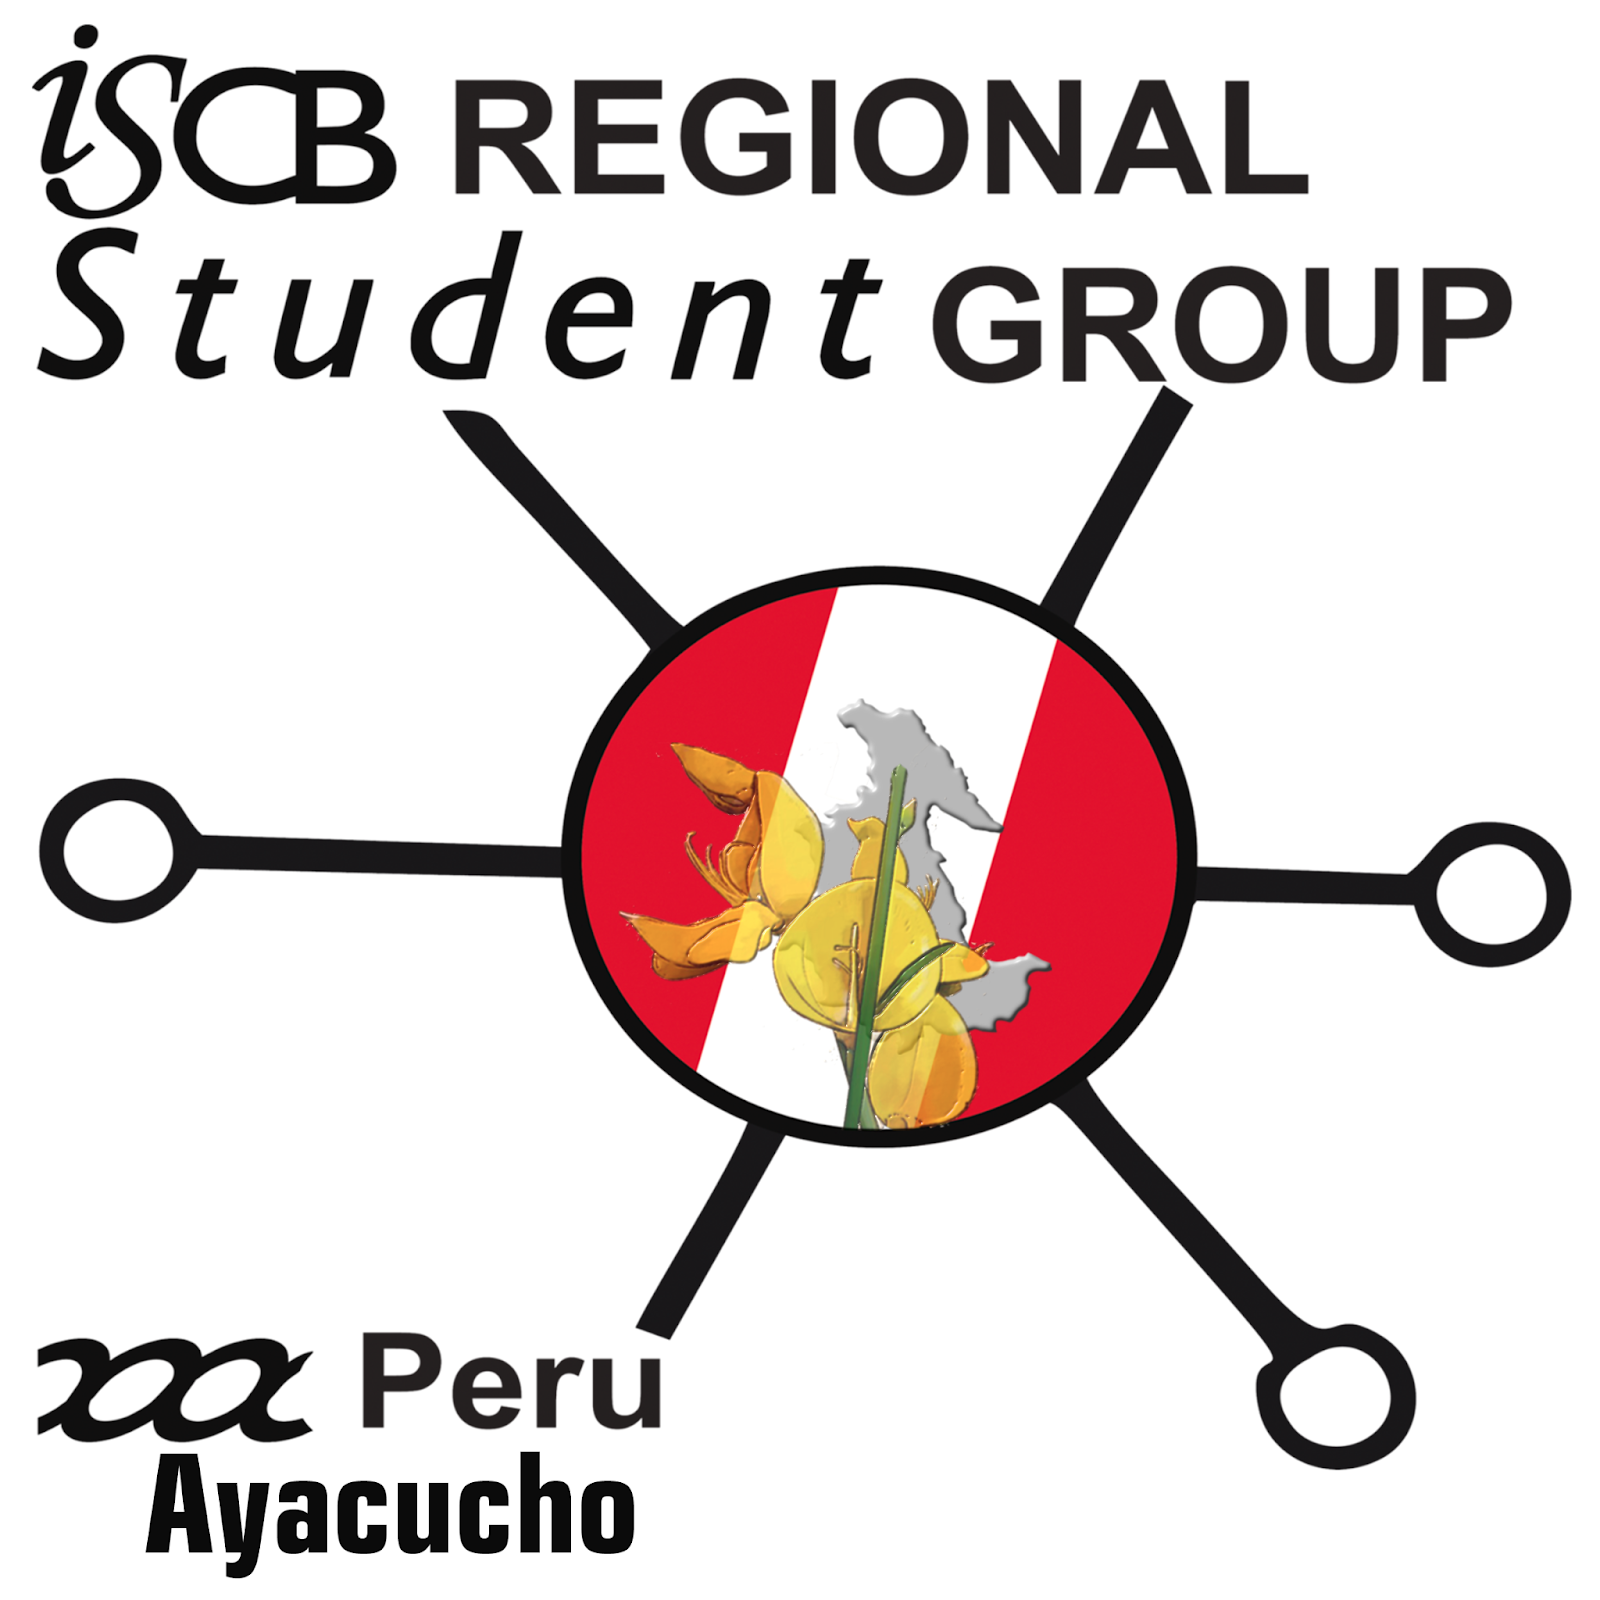 iSCB REGIONAL
Student GROUP
Peru
Ayacucho